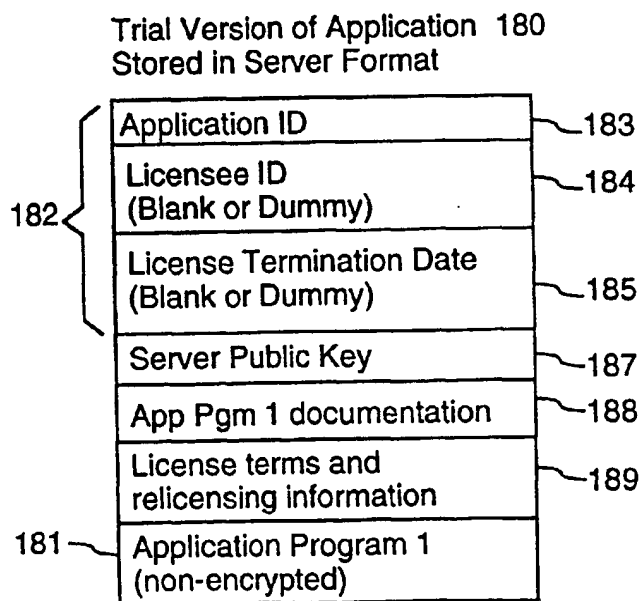 Trial Version of Application 180
Stored in Server Format
Application ID
183
Licensee ID
(Blank or Dummy)
184
182
License Termination Date
(Blank or Dummy)
185
Server Public Key
187
App Pgm 1 documentation
188
License terms and
relicensing information
189
181
Application Program 1
(non-encrypted)